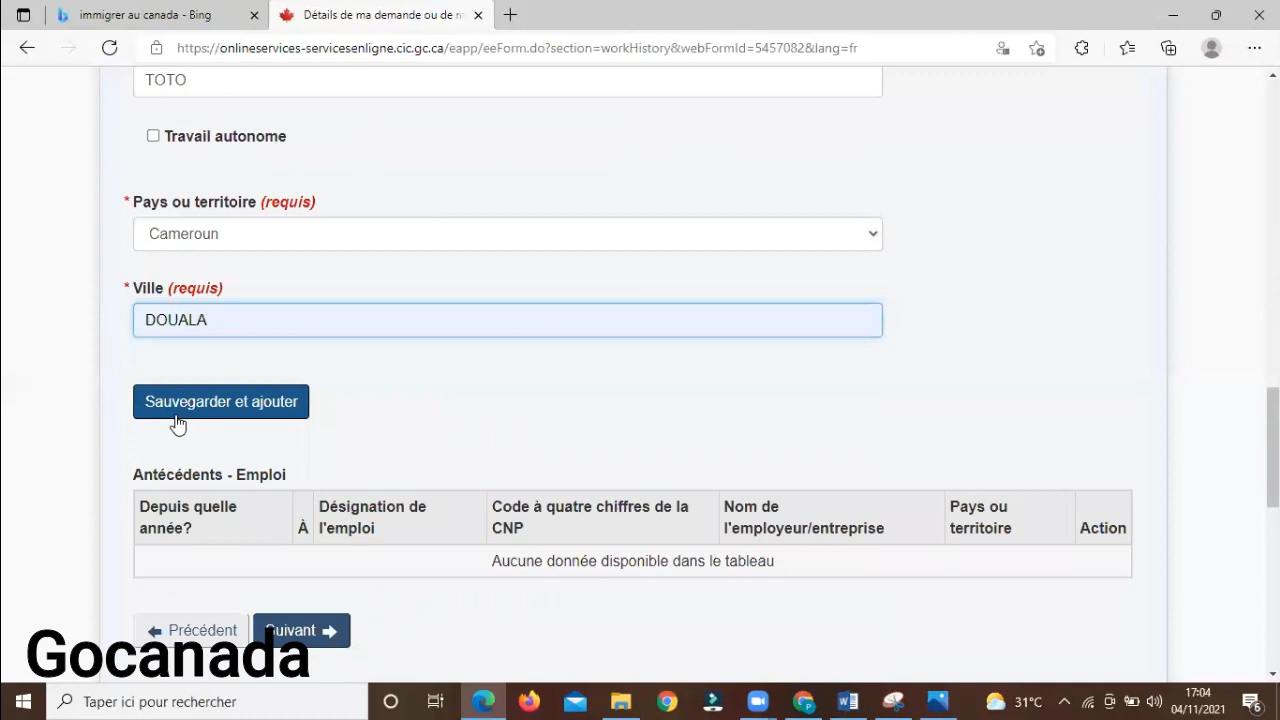 immigrer au canada - Bing
Détails de ma demande ou de m
https://onlineservices-servicesenligne.cic.gc.ca/eapp/eeForm.do?section=workHistory&webFormId=5457082&lang=fr
TOTO
Travail autonome
* Pays ou territoire (requis)
Cameroun
* Ville (requis)
DOUALA
Sauvegarder et ajouter
Antécédents - Emploi
Depuis quelle année?
À
Désignation de l'emploi
Code à quatre chiffres de la CNP
Nom de l'employeur/entreprise
Pays ou territoire
Action
Aucune donnée disponible dans le tableau
Précédent
Suivant
Gocanada
Taper ici pour rechercher
31°C
17:04
04/11/2021
6